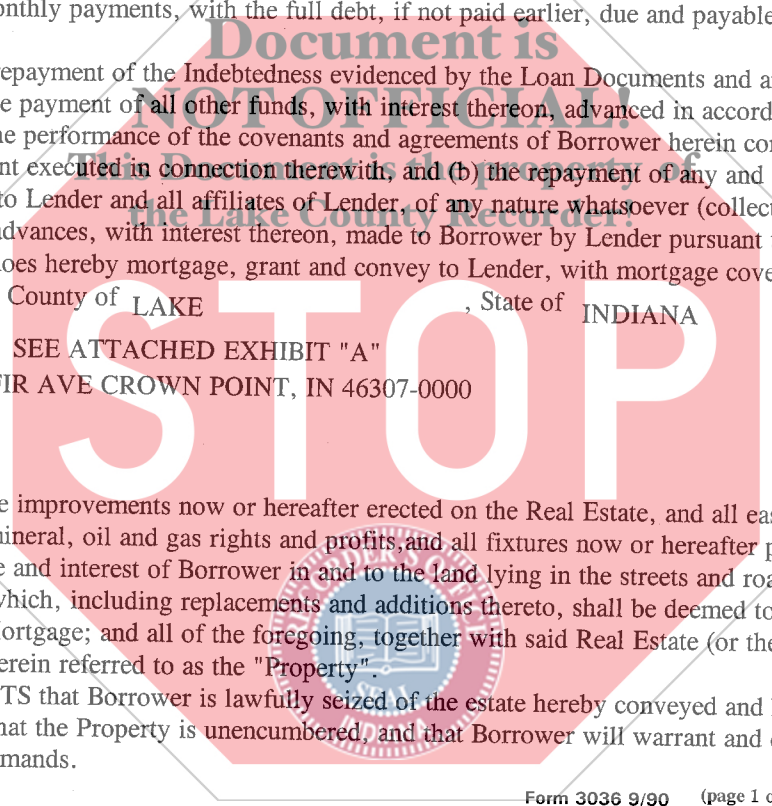 onthly payments, with the full debt, if not paid earlier, due and payable
Document is
epayment of the Indebtedness evidenced by the Loan Documents and a
NOT OFFICIAL!
e payment of all other funds, with interest thereon, advanced in accord
he performance of the covenants and agreements of Borrower herein co
This Document is the property of
nt executed in connection therewith, and (b) the repayment of any and
to Lender and all affiliates of Lender, of any nature whatsoever (collec
the Lake County Recorder!
dvances, with interest thereon, made to Borrower by Lender pursuant
oes hereby mortgage, grant and convey to Lender, with mortgage cove
County of LAKE , State of INDIANA
SEE ATTACHED EXHIBIT "A"
FIR AVE CROWN POINT, IN 46307-0000
STOP
e improvements now or hereafter erected on the Real Estate, and all ea
mineral, oil and gas rights and profits,and all fixtures now or hereafter p
e and interest of Borrower in and to the land lying in the streets and roa
which, including replacements and additions thereto, shall be deemed to
ortgage; and all of the foregoing, together with said Real Estate (or the
erein referred to as the "Property".
TS that Borrower is lawfully seized of the estate hereby conveyed and
hat the Property is unencumbered, and that Borrower will warrant and
mands.
RECORDER'S OFFICE
SEAL
INDIANA
Form 3036 9/90 (page 1 o